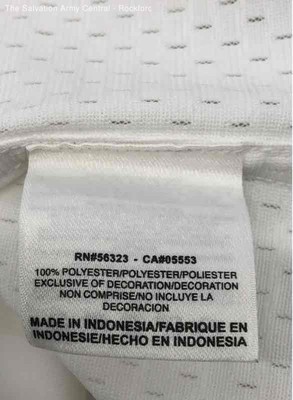 The Salvation Army Central - Rockford
RN#56323 - CA#05553
100% POLYESTER/POLYESTER/POLIESTER
EXCLUSIVE OF DECORATION/DECORATION
NON COMPRISE/NO INCLUYE LA
DECORACION
MADE IN INDONESIA/FABRIQUE EN
INDONESIE/HECHO EN INDONESIA